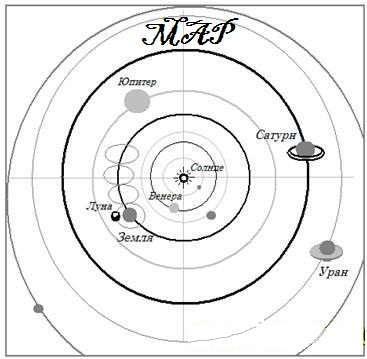 МАР
Юпитер
Сатурн
Солнце
Венера
Луна
Земля
Уран